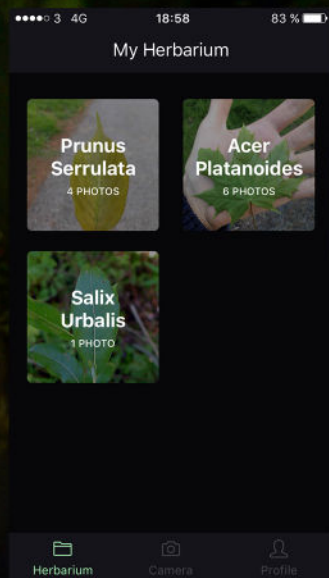 3 4G 18:58 83 %
My Herbarium
Prunus
Serrulata
4 PHOTOS
Acer
Platanoides
6 PHOTOS
Salix
Urbalis
1 PHOTO
Herbarium Camera Profile